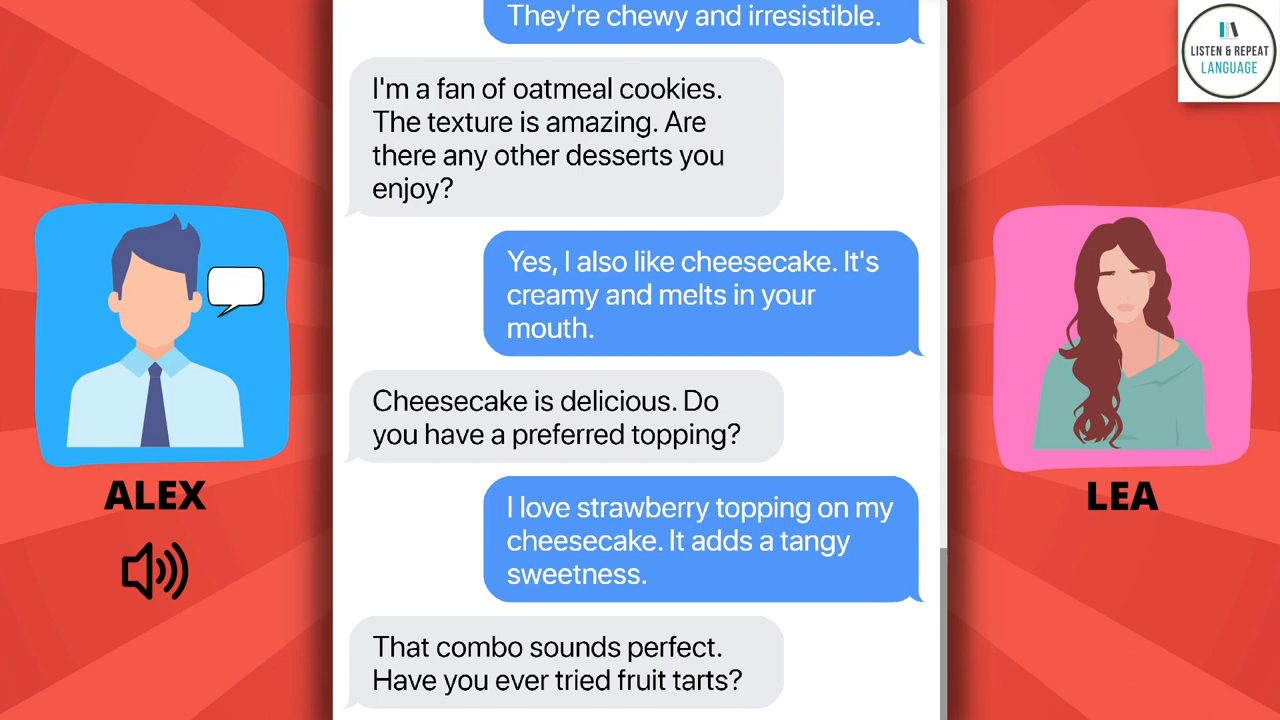 They're chewy and irresistible.
LISTEN & REPEAT
LANGUAGE
I'm a fan of oatmeal cookies.
The texture is amazing. Are
there any other desserts you
enjoy?
Yes, I also like cheesecake. It's
creamy and melts in your
mouth.
Cheesecake is delicious. Do
you have a preferred topping?
ALEX
LEA
I love strawberry topping on my
cheesecake. It adds a tangy
sweetness.
That combo sounds perfect.
Have you ever tried fruit tarts?